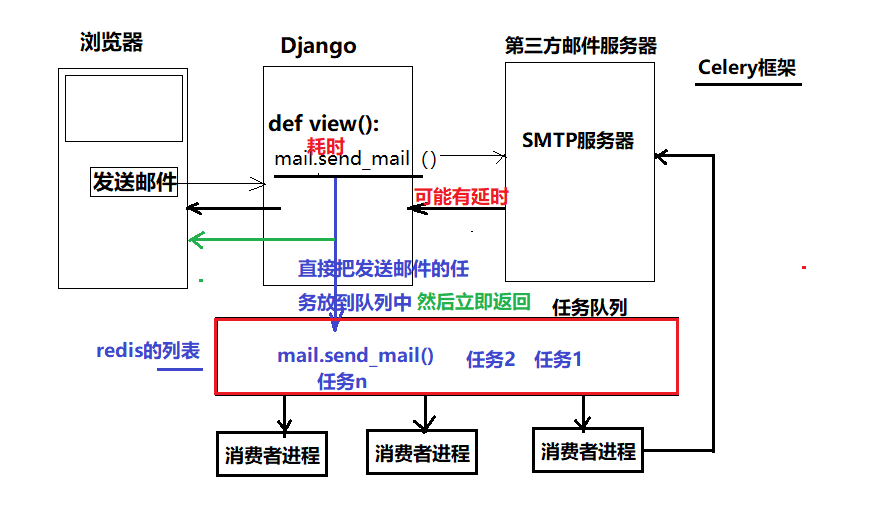 浏览器
Django
第三方邮件服务器
Celery框架
def view():
耗时
mail.send_mail（）
SMTP服务器
发送邮件
可能有延时
直接把发送邮件的任
务放到队列中 然后立即返回
任务队列
redis的列表
mail.send_mail()
任务n
任务2
任务1
消费者进程
消费者进程
消费者进程